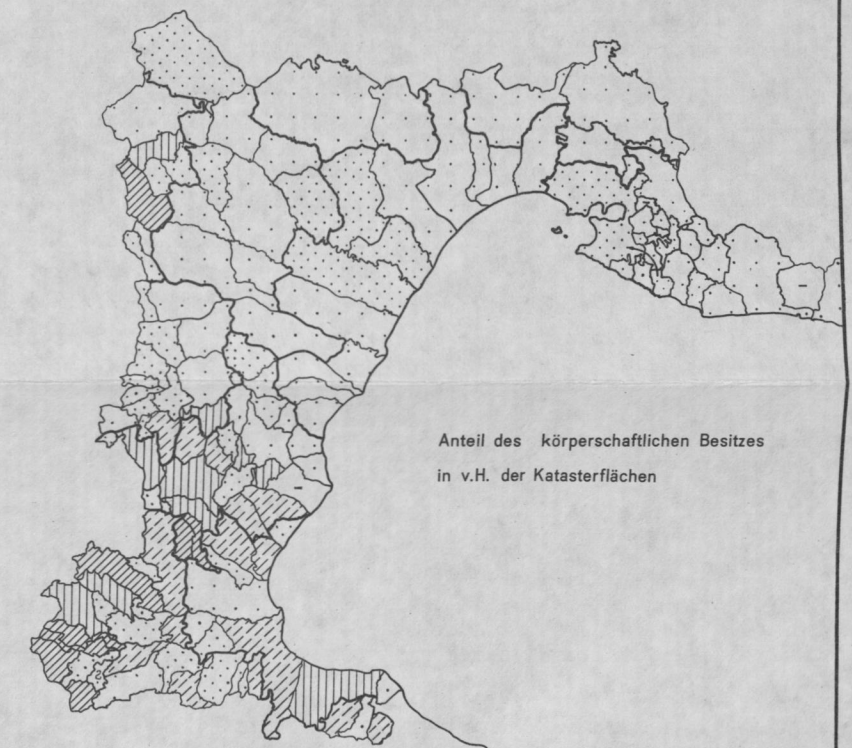 Anteil des körperschaftlichen Besitzes
in v.H. der Katasterflächen